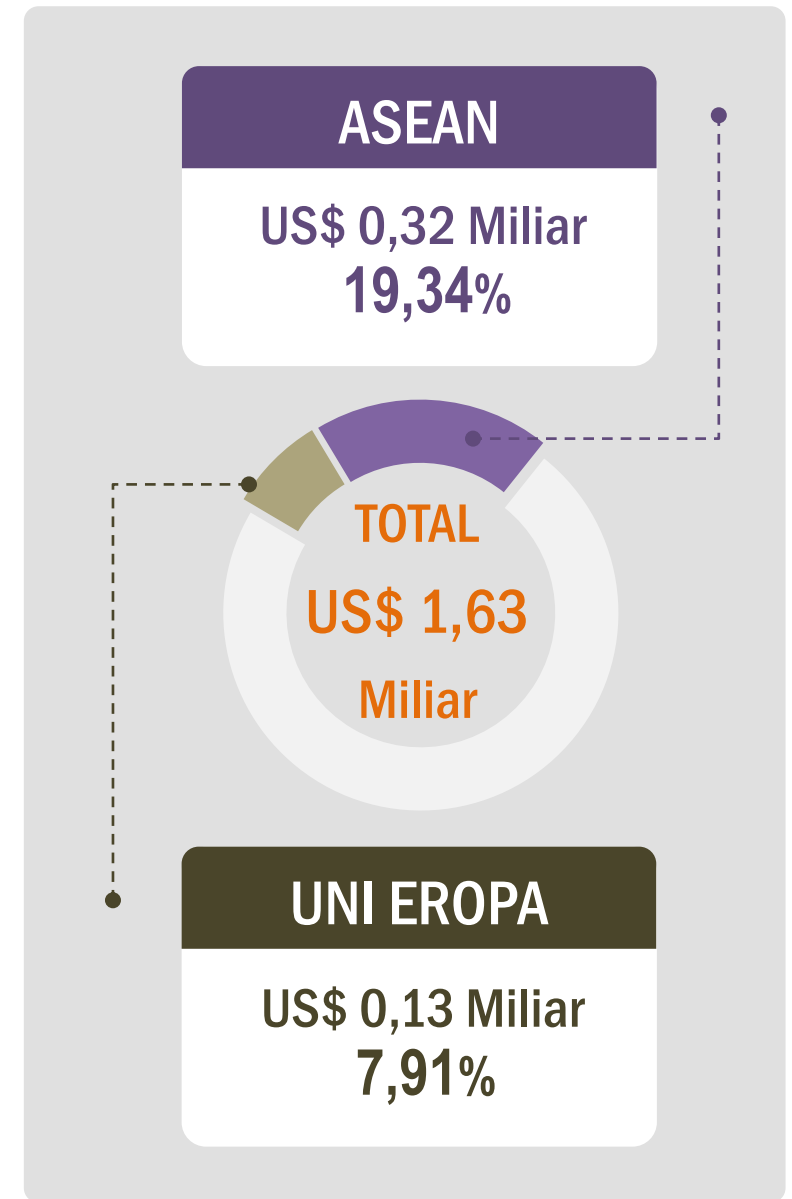 ASEAN
US$ 0,32 Miliar
19,34%
TOTAL
US$ 1,63
Miliar
UNI EROPA
US$ 0,13 Miliar
7,91%